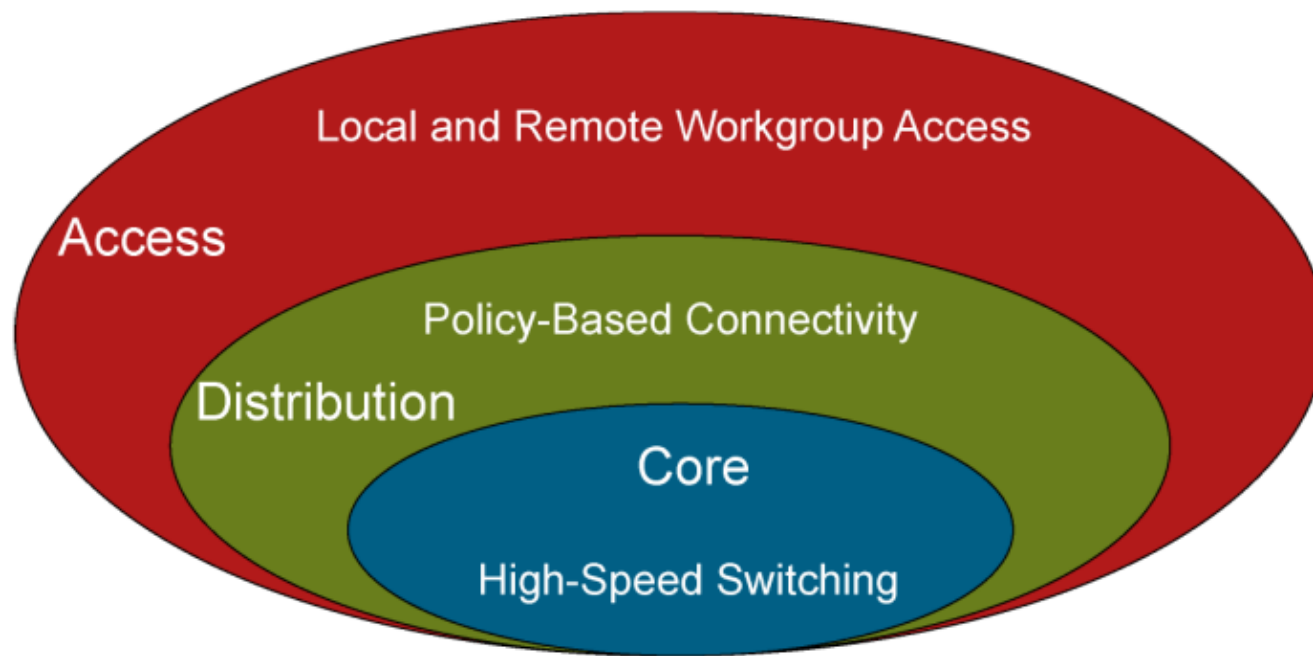 Local and Remote Workgroup Access
Access
Policy-Based Connectivity
Distribution
Core
High-Speed Switching